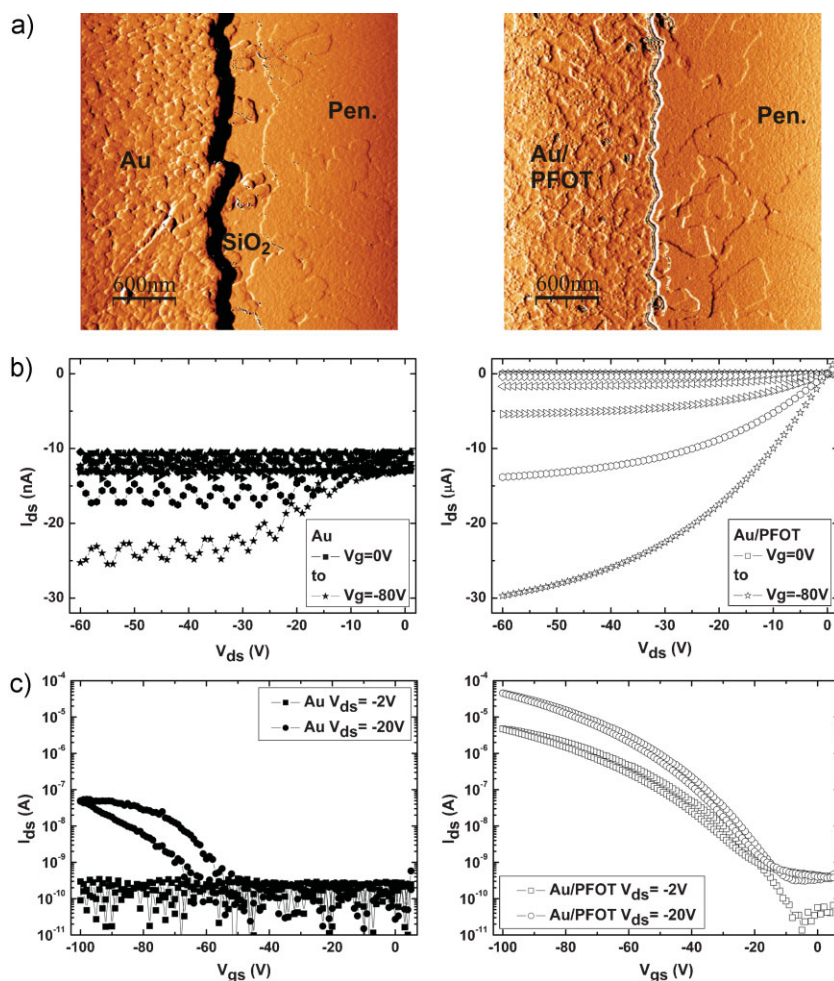 a)
Au
SiO2
Pen.
600nm
Au/
PFOT
Pen.
600nm
b)
0
-10
-20
-30
Ids (nA)
Au
Vg=0V
to
Vg=-80V
-60 -50 -40 -30 -20 -10 0
Vds (V)
0
-10
-20
-30
Ids (µA)
Au/PFOT
Vg=0V
to
Vg=-80V
-60 -50 -40 -30 -20 -10 0
Vds (V)
c)
10-4
10-5
10-6
10-7
10-8
10-9
10-10
10-11
Ids (A)
Au Vds= -2V
Au Vds= -20V
-100 -80 -60 -40 -20 0
Vgs (V)
10-4
10-5
10-6
10-7
10-8
10-9
10-10
10-11
Ids (A)
Au/PFOT Vds= -2V
Au/PFOT Vds= -20V
-100 -80 -60 -40 -20 0
Vgs (V)